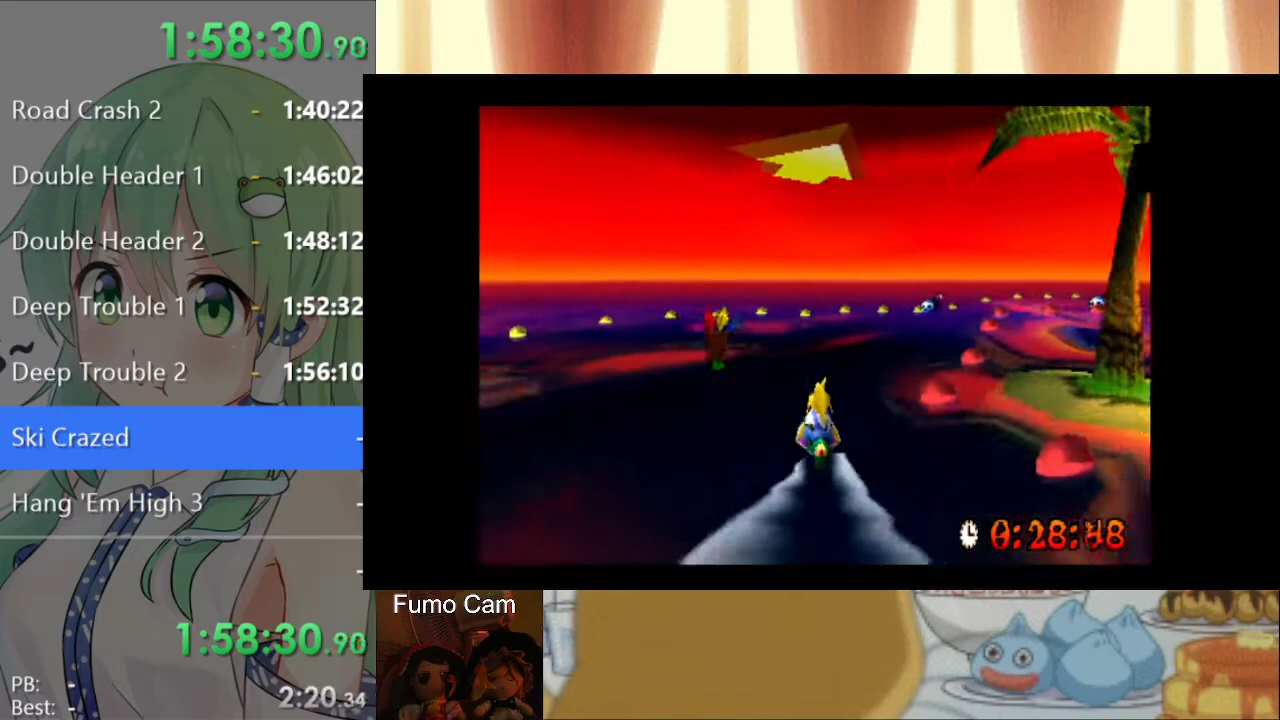 1:58:30.90
Road Crash 2 - 1:40:22
Double Header 1 - 1:46:02
Double Header 2 - 1:48:12
Deep Trouble 1 - 1:52:32
Deep Trouble 2 - 1:56:10
Ski Crazed -
Hang 'Em High 3 -
-
1:58:30.90
PB: -
Best: -
2:20.34
0:28:48
Fumo Cam